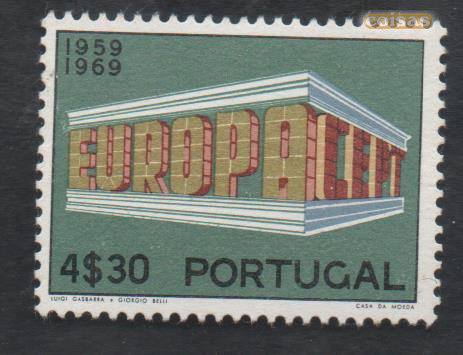 coisas
1959
1969
EUROPA CEPT
4$30 PORTUGAL
LUIGI GASBARRA + GIORGIO BELLI CASA DA MOEDA